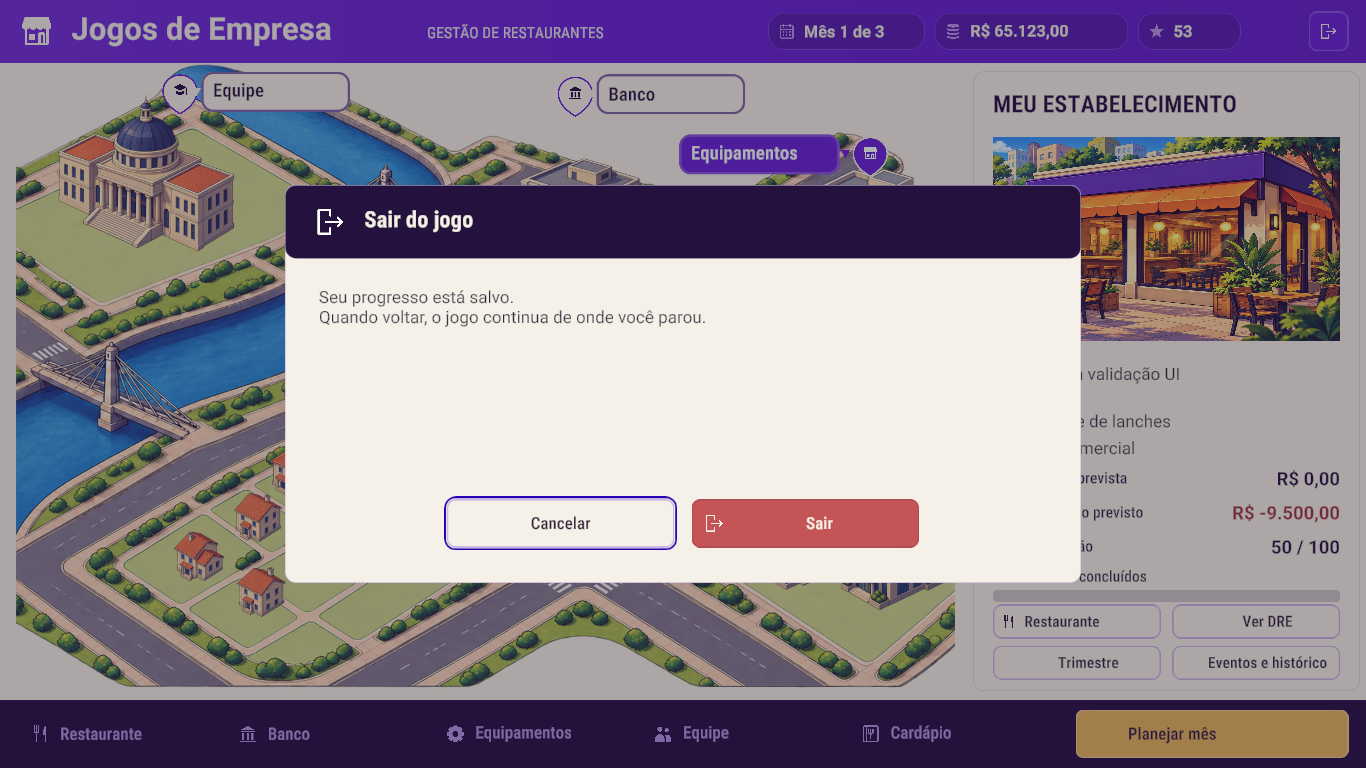 Jogos de Empresa
GESTÃO DE RESTAURANTES
Mês 1 de 3
R$ 65.123,00
53
Equipe
Banco
Equipamentos
MEU ESTABELECIMENTO
Sair do jogo
Seu progresso está salvo.
Quando voltar, o jogo continua de onde você parou.
Cancelar
Sair
validação UI
de lanches
R$ 0,00
previsto
R$ -9.500,00
50 / 100
concluídos
Restaurante
Ver DRE
Trimestre
Eventos e histórico
Restaurante
Banco
Equipamentos
Equipe
Cardápio
Planejar mês